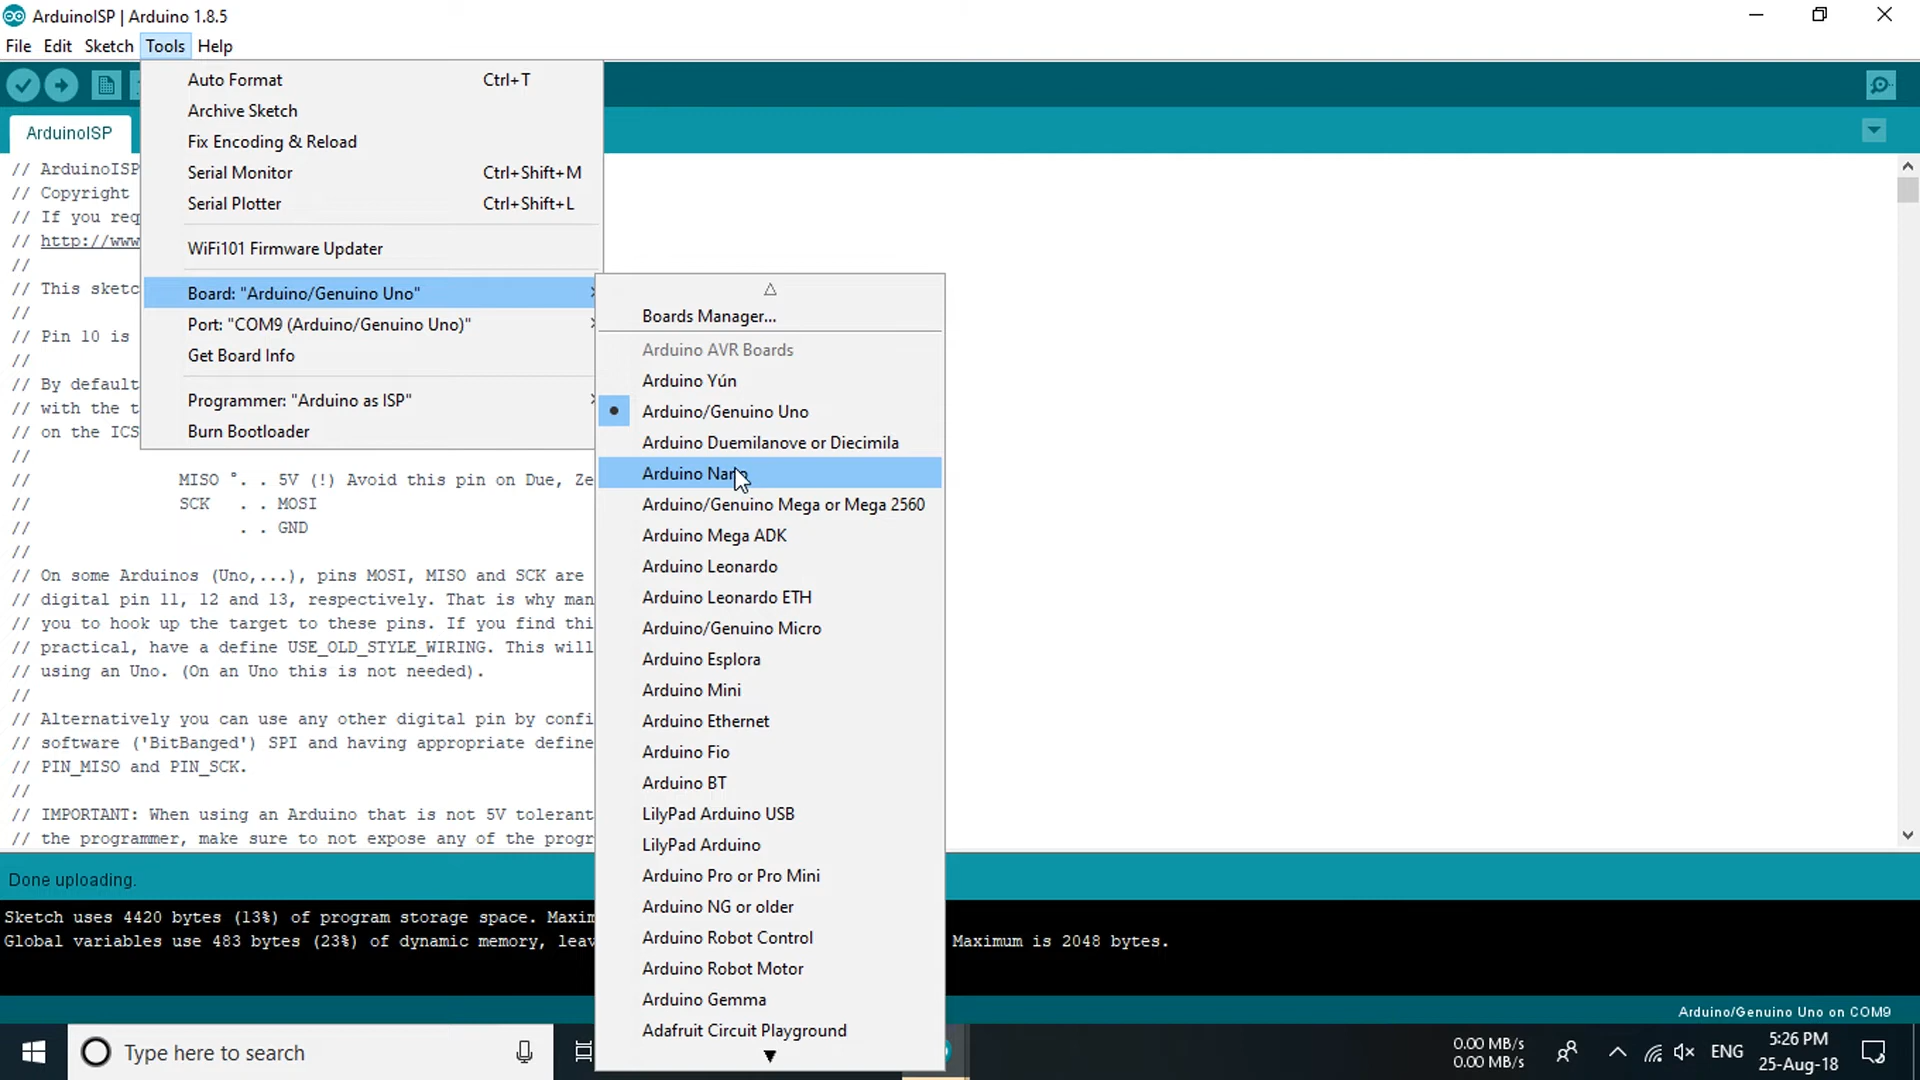 ArduinoISP | Arduino 1.8.5
File Edit Sketch Tools Help
Auto Format Ctrl+T
Archive Sketch
Fix Encoding & Reload
Serial Monitor Ctrl+Shift+M
Serial Plotter Ctrl+Shift+L
WiFi101 Firmware Updater
Board: "Arduino/Genuino Uno"
Port: "COM9 (Arduino/Genuino Uno)"
Get Board Info
Programmer: "Arduino as ISP"
Burn Bootloader
Boards Manager...
Arduino AVR Boards
Arduino Yún
Arduino/Genuino Uno
Arduino Duemilanove or Diecimila
Arduino Nano
Arduino/Genuino Mega or Mega 2560
Arduino Mega ADK
Arduino Leonardo
Arduino Leonardo ETH
Arduino/Genuino Micro
Arduino Esplora
Arduino Mini
Arduino Ethernet
Arduino Fio
Arduino BT
LilyPad Arduino USB
LilyPad Arduino
Arduino Pro or Pro Mini
Arduino NG or older
Arduino Robot Control
Arduino Robot Motor
Arduino Gemma
Adafruit Circuit Playground
ArduinoISP
// ArduinoISP
// Copyright
// If you req
// http://www
//
// This sketc
//
// Pin 10 is
//
// By default
// with the t
// on the ICS
//
// MISO °. . 5V (!) Avoid this pin on Due, Ze
// SCK . . MOSI
// . . GND
//
// On some Arduinos (Uno,...), pins MOSI, MISO and SCK are
// digital pin 11, 12 and 13, respectively. That is why man
// you to hook up the target to these pins. If you find thi
// practical, have a define USE_OLD_STYLE_WIRING. This will
// using an Uno. (On an Uno this is not needed).
//
// Alternatively you can use any other digital pin by confi
// software ('BitBanged') SPI and having appropriate define
// PIN_MISO and PIN_SCK.
//
// IMPORTANT: When using an Arduino that is not 5V tolerant
// the programmer, make sure to not expose any of the progr
Done uploading.
Sketch uses 4420 bytes (13%) of program storage space. Maxim
Global variables use 483 bytes (23%) of dynamic memory, leav Maximum is 2048 bytes.
Arduino/Genuino Uno on COM9
Type here to search
0.00 MB/s
0.00 MB/s
ENG
5:26 PM
25-Aug-18